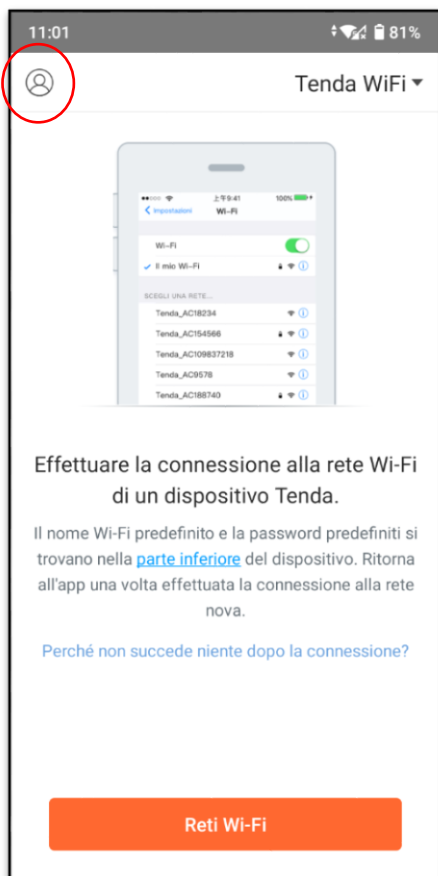 11:01 81%
Tenda WiFi
上午9:41 100%
Impostazioni Wi-Fi
Wi-Fi
Il mio Wi-Fi
SCEGLI UNA RETE...
Tenda_AC18234
Tenda_AC154566
Tenda_AC109837218
Tenda_AC9578
Tenda_AC188740
Effettuare la connessione alla rete Wi-Fi
di un dispositivo Tenda.
Il nome Wi-Fi predefinito e la password predefiniti si
trovano nella parte inferiore del dispositivo. Ritorna
all'app una volta effettuata la connessione alla rete
nova.
Perché non succede niente dopo la connessione?
Reti Wi-Fi